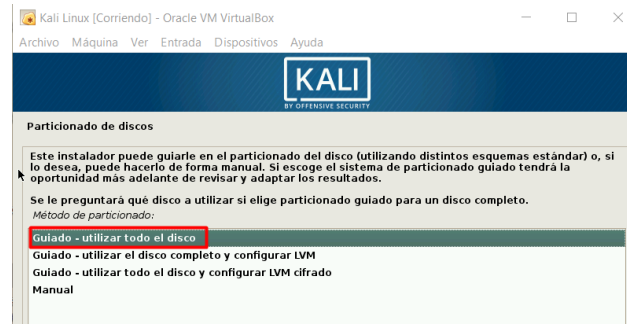 Kali Linux [Corriendo] - Oracle VM VirtualBox
Archivo Máquina Ver Entrada Dispositivos Ayuda
KALI
BY OFFENSIVE SECURITY
Particionado de discos
Este instalador puede guiarle en el particionado del disco (utilizando distintos esquemas estándar) o, si
lo desea, puede hacerlo de forma manual. Si escoge el sistema de particionado guiado tendrá la
oportunidad más adelante de revisar y adaptar los resultados.
Se le preguntará qué disco a utilizar si elige particionado guiado para un disco completo.
Método de particionado:
Guiado - utilizar todo el disco
Guiado - utilizar el disco completo y configurar LVM
Guiado - utilizar todo el disco y configurar LVM cifrado
Manual